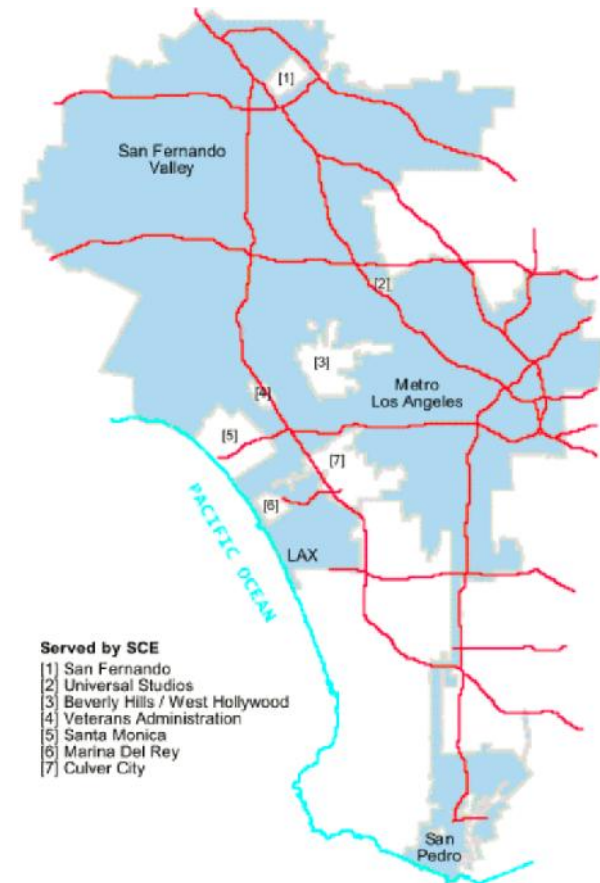 [1]
San Fernando
Valley
[2]
[3]
Metro
Los Angeles
[4]
[5]
[7]
[6]
PACIFIC OCEAN
LAX
Served by SCE
[1] San Fernando
[2] Universal Studios
[3] Beverly Hills / West Hollywood
[4] Veterans Administration
[5] Santa Monica
[6] Marina Del Rey
[7] Culver City
San
Pedro